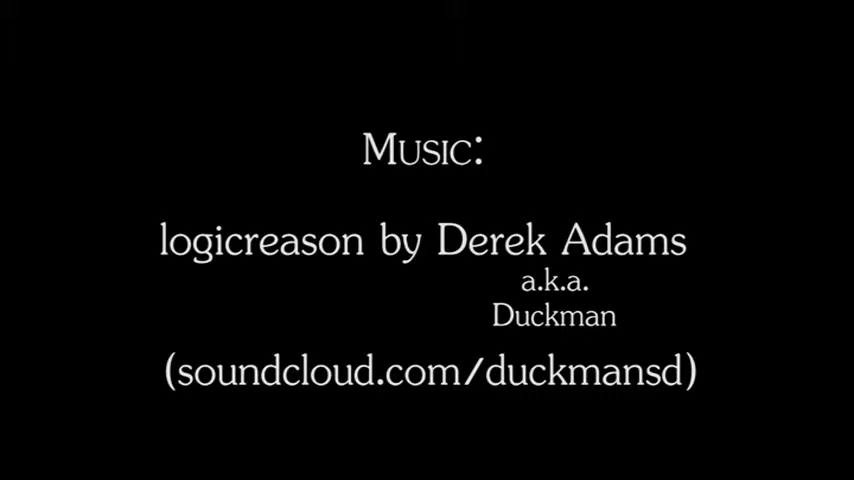 Music:
logicreason by Derek Adams
a.k.a.
Duckman
(soundcloud.com/duckmansd)